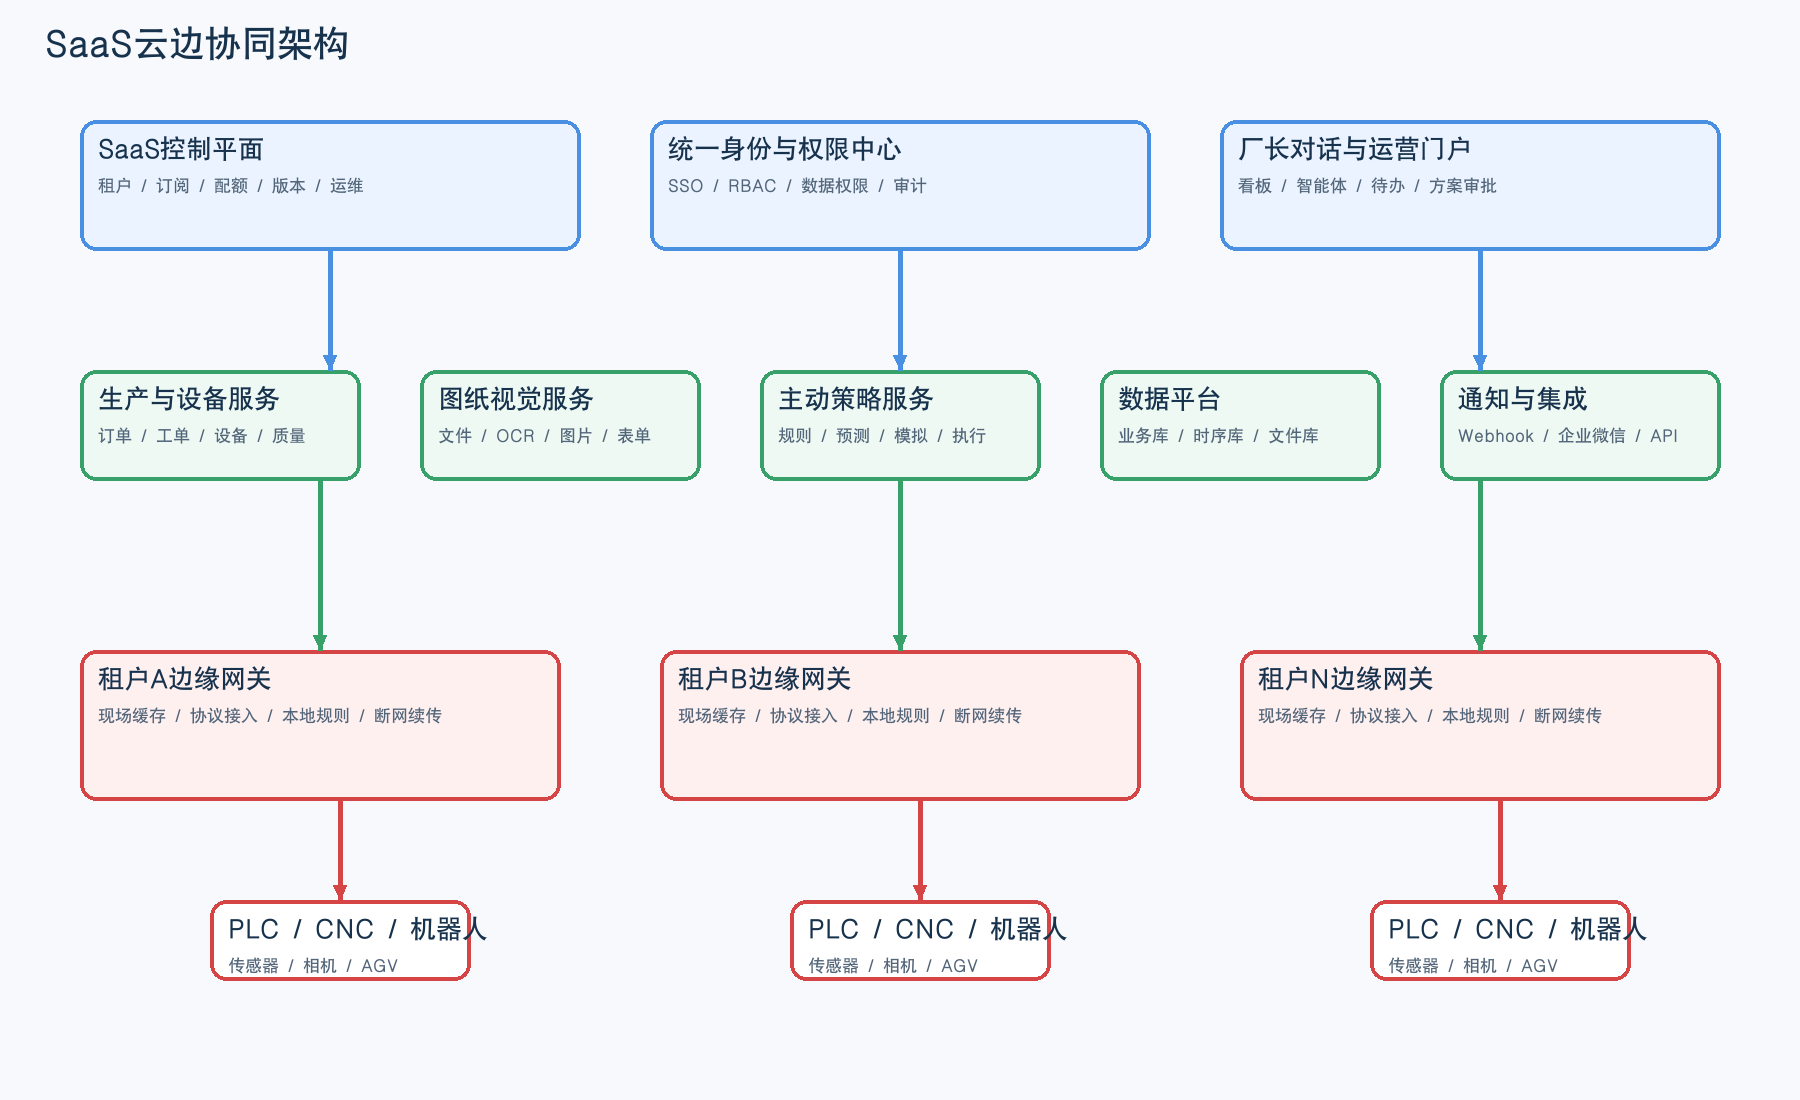 SaaS云边协同架构
SaaS控制平面
租户 / 订阅 / 配额 / 版本 / 运维
统一身份与权限中心
SSO / RBAC / 数据权限 / 审计
厂长对话与运营门户
看板 / 智能体 / 待办 / 方案审批
生产与设备服务
订单 / 工单 / 设备 / 质量
图纸视觉服务
文件 / OCR / 图片 / 表单
主动策略服务
规则 / 预测 / 模拟 / 执行
数据平台
业务库 / 时序库 / 文件库
通知与集成
Webhook / 企业微信 / API
租户A边缘网关
现场缓存 / 协议接入 / 本地规则 / 断网续传
租户B边缘网关
现场缓存 / 协议接入 / 本地规则 / 断网续传
租户N边缘网关
现场缓存 / 协议接入 / 本地规则 / 断网续传
PLC / CNC / 机器人
传感器 / 相机 / AGV
PLC / CNC / 机器人
传感器 / 相机 / AGV
PLC / CNC / 机器人
传感器 / 相机 / AGV